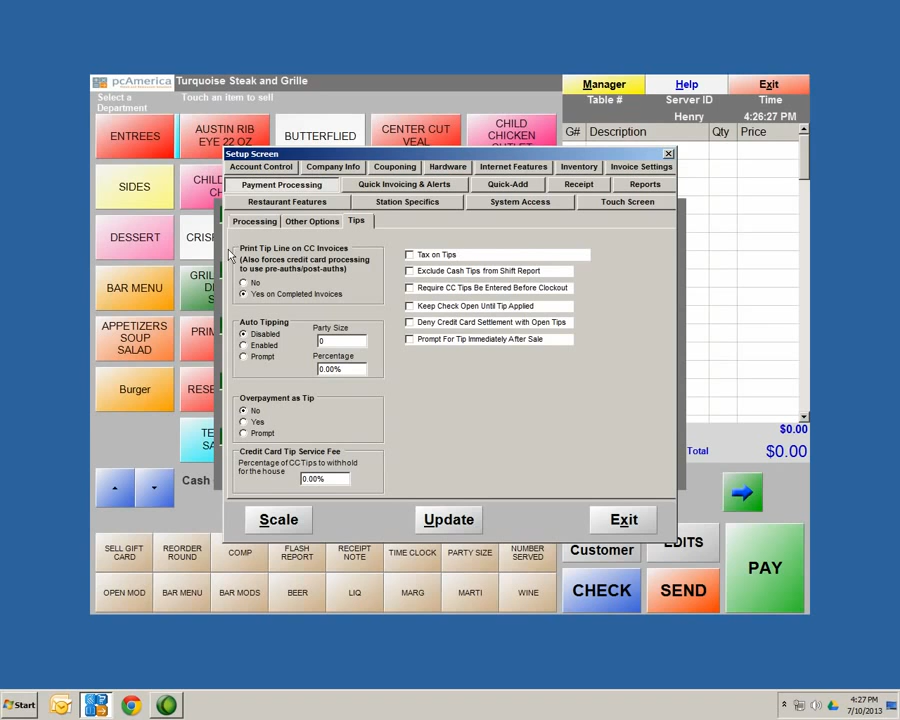 pcAmerica
Turquoise Steak and Grille
Manager
Help
Exit
Select a
Department
Touch an item to sell
Table #
Server ID
Time
Henry
4:26:27 PM
G#
Description
Qty
Price
ENTREES
AUSTIN RIB
EYE 22 OZ
BUTTERFLIED
CENTER CUT
VEAL
CHILD
CHICKEN
SIDES
DESSERT
BAR MENU
APPETIZERS
SOUP
SALAD
Burger
Setup Screen
Account Control
Company Info
Couponing
Hardware
Internet Features
Inventory
Invoice Settings
Payment Processing
Quick Invoicing & Alerts
Quick-Add
Receipt
Reports
Restaurant Features
Station Specifics
System Access
Touch Screen
Processing
Other Options
Tips
Print Tip Line on CC Invoices
(Also forces credit card processing
to use pre-auths/post-auths)
No
Yes on Completed Invoices
Auto Tipping
Disabled
Enabled
Prompt
Party Size
0
Percentage
0.00%
Overpayment as Tip
No
Yes
Prompt
Credit Card Tip Service Fee
Percentage of CC Tips to withhold
for the house
0.00%
Tax on Tips
Exclude Cash Tips from Shift Report
Require CC Tips Be Entered Before Clockout
Keep Check Open Until Tip Applied
Deny Credit Card Settlement with Open Tips
Prompt For Tip Immediately After Sale
Scale
Update
Exit
$0.00
Total
$0.00
Cash
SELL GIFT
CARD
REORDER
ROUND
COMP
FLASH
REPORT
RECEIPT
NOTE
TIME CLOCK
PARTY SIZE
NUMBER
SERVED
Customer
EDITS
PAY
OPEN MOD
BAR MENU
BAR MODS
BEER
LIQ
MARG
MARTI
WINE
CHECK
SEND
Start
4:27 PM
7/10/2013